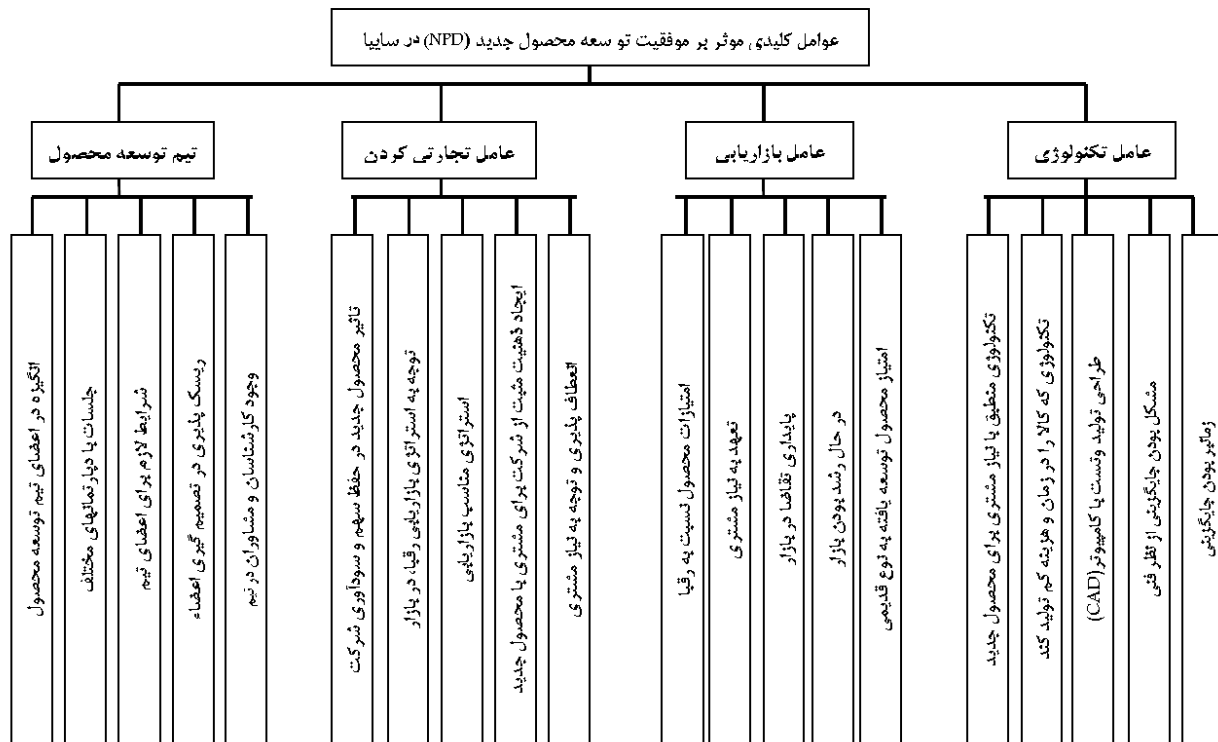 عوامل کلیدی موثر بر موفقیت توسعه محصول جدید (NPD) در سایپا
عامل تکنولوژی
عامل بازاریابی
عامل تجارتی کردن
تیم توسعه محصول
زمانبر بودن جایگزینی
مشکل بودن جایگزینی از نظر فنی
طراحی تولید وتست با کامپیوتر(CAD)
تکنولوژی که کالا را در زمان و هزینه کم تولید کند
تکنولوژی منطبق با نیاز مشتری برای محصول جدید
امتیاز محصول توسعه یافته به نوع قدیمی
در حال رشد بودن بازار
پایداری تقاضا در بازار
تعهد به نیاز مشتری
امتیازات محصول نسبت به رقبا
انعطاف پذیری و توجه به نیاز مشتری
ایجاد ذهنیت مثبت از شرکت برای مشتری با محصول جدید
استراتژی مناسب بازاریابی
توجه به استراتژی بازاریابی رقبا، در بازار
تاثیر محصول جدید در حفظ سهم و سودآوری شرکت
وجود کارشناسان و مشاوران در تیم
ریسک پذیری در تصمیم گیری اعضاء
شرایط لازم برای اعضای تیم
جلسات با دپارتمانهای مختلف
انگیزه در اعضای تیم توسعه محصول